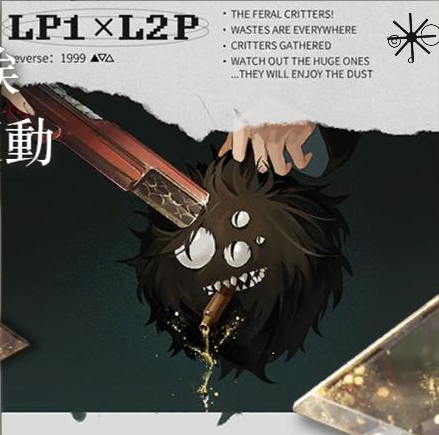 LP1×L2P
everse: 1999
• THE FERAL CRITTERS!
• WASTES ARE EVERYWHERE
• CRITTERS GATHERED
• WATCH OUT THE HUGE ONES
...THEY WILL ENJOY THE DUST
動